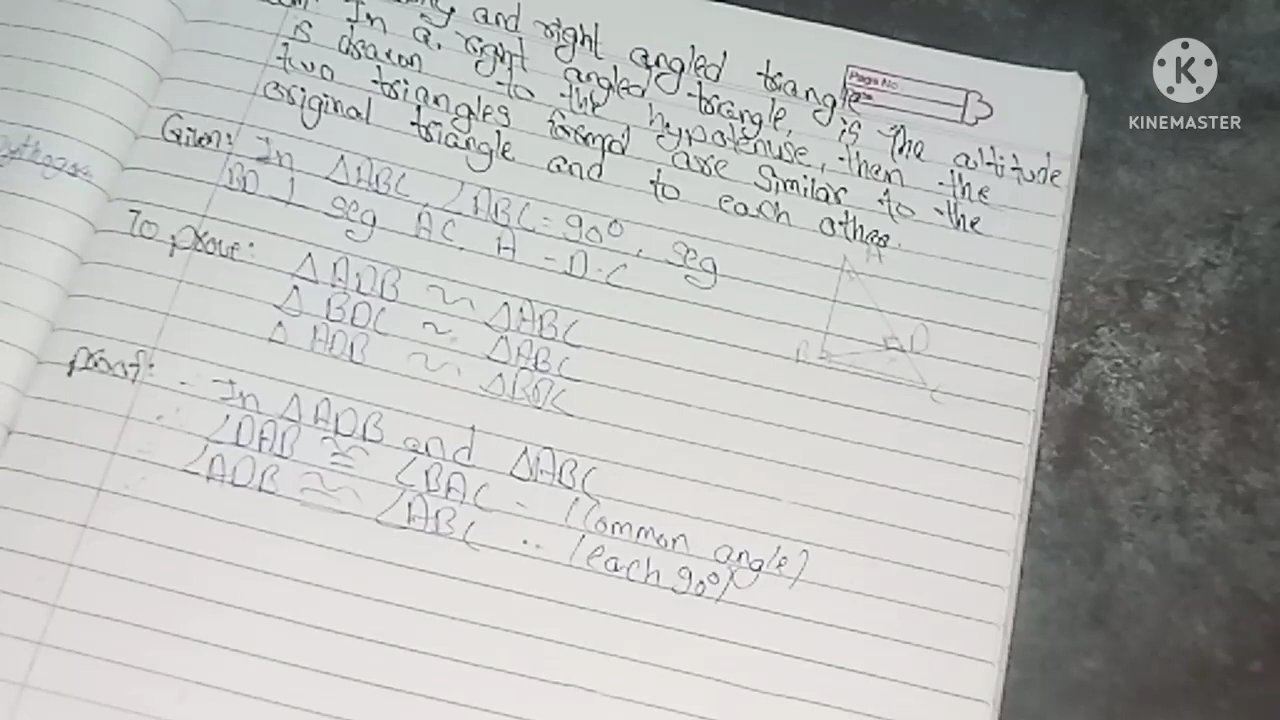 and right angled triangle
In a right angled triangle, is the altitude
is drawn to the hypotenuse, then the
two triangles formed are similar to the
original triangle and to each other.
Page No
Given: In △ABC ∠ABC = 90°. seg
BD ⊥ seg AC, A - D - C
To prove: △ADB ~ △ABC
△BDC ~ △ABC
△ADB ~ △BDC
proof: - In △ADB and △ABC
∠DAB ≅ ∠BAC - (Common angle)
∠ADB ≅ ∠ABC .. (each 90°)
A
B
D
C
K
KINEMASTER